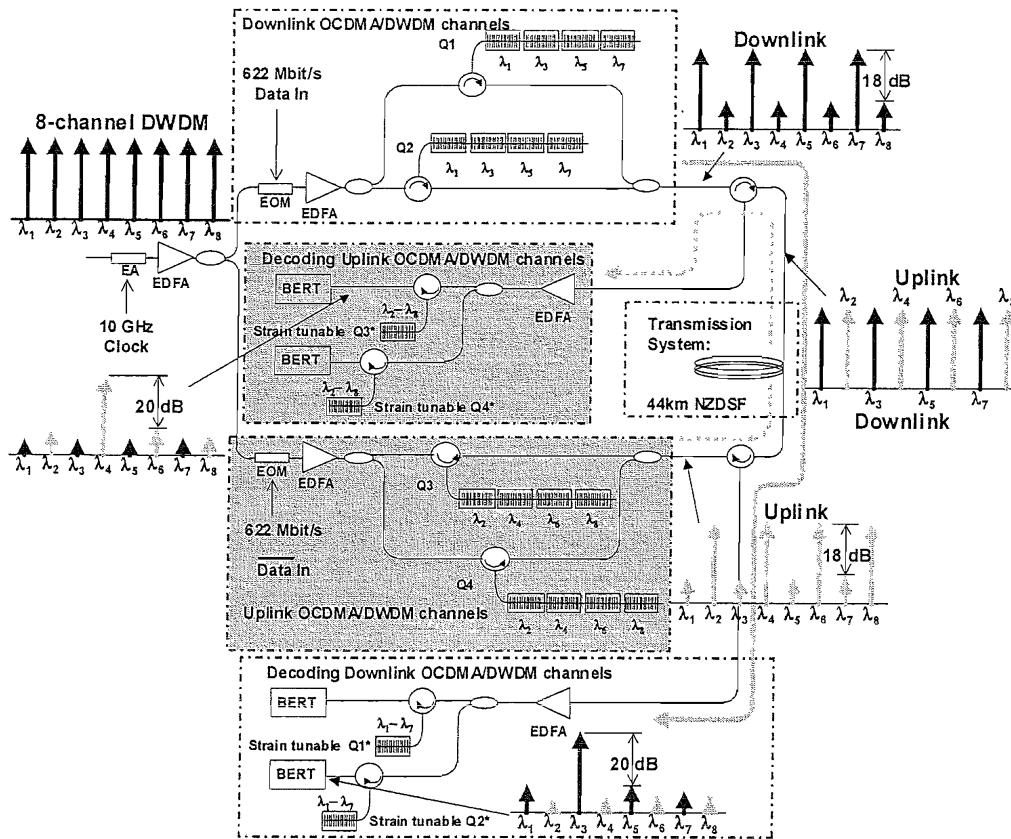 Downlink OCDMA/DWDM channels
Q1
λ1 λ3 λ5 λ7
622 Mbit/s
Data In
Q2
λ1 λ3 λ5 λ7
EOM
EDFA
Downlink
18 dB
λ1 λ2 λ3 λ4 λ5 λ6 λ7 λ8
8-channel DWDM
λ1 λ2 λ3 λ4 λ5 λ6 λ7 λ8
EA
EDFA
10 GHz
Clock
Decoding Uplink OCDMA/DWDM channels
BERT
λ2–λ8
EDFA
Strain tunable Q3*
BERT
λ2–λ8
Strain tunable Q4*
Transmission
System:
44km NZDSF
Uplink
λ2 λ4 λ6
λ1 λ3 λ5 λ7
Downlink
20 dB
λ1 λ2 λ3 λ4 λ5 λ6 λ7 λ8
EOM
EDFA
Q3
λ2 λ4 λ6 λ8
622 Mbit/s
Data In
Q4
λ2 λ4 λ6 λ8
Uplink OCDMA/DWDM channels
Uplink
18 dB
λ1 λ2 λ3 λ4 λ5 λ6 λ7 λ8
Decoding Downlink OCDMA/DWDM channels
BERT
λ1–λ7
EDFA
Strain tunable Q1*
BERT
λ1–λ7
Strain tunable Q2*
20 dB
λ1 λ2 λ3 λ4 λ5 λ6 λ7 λ8